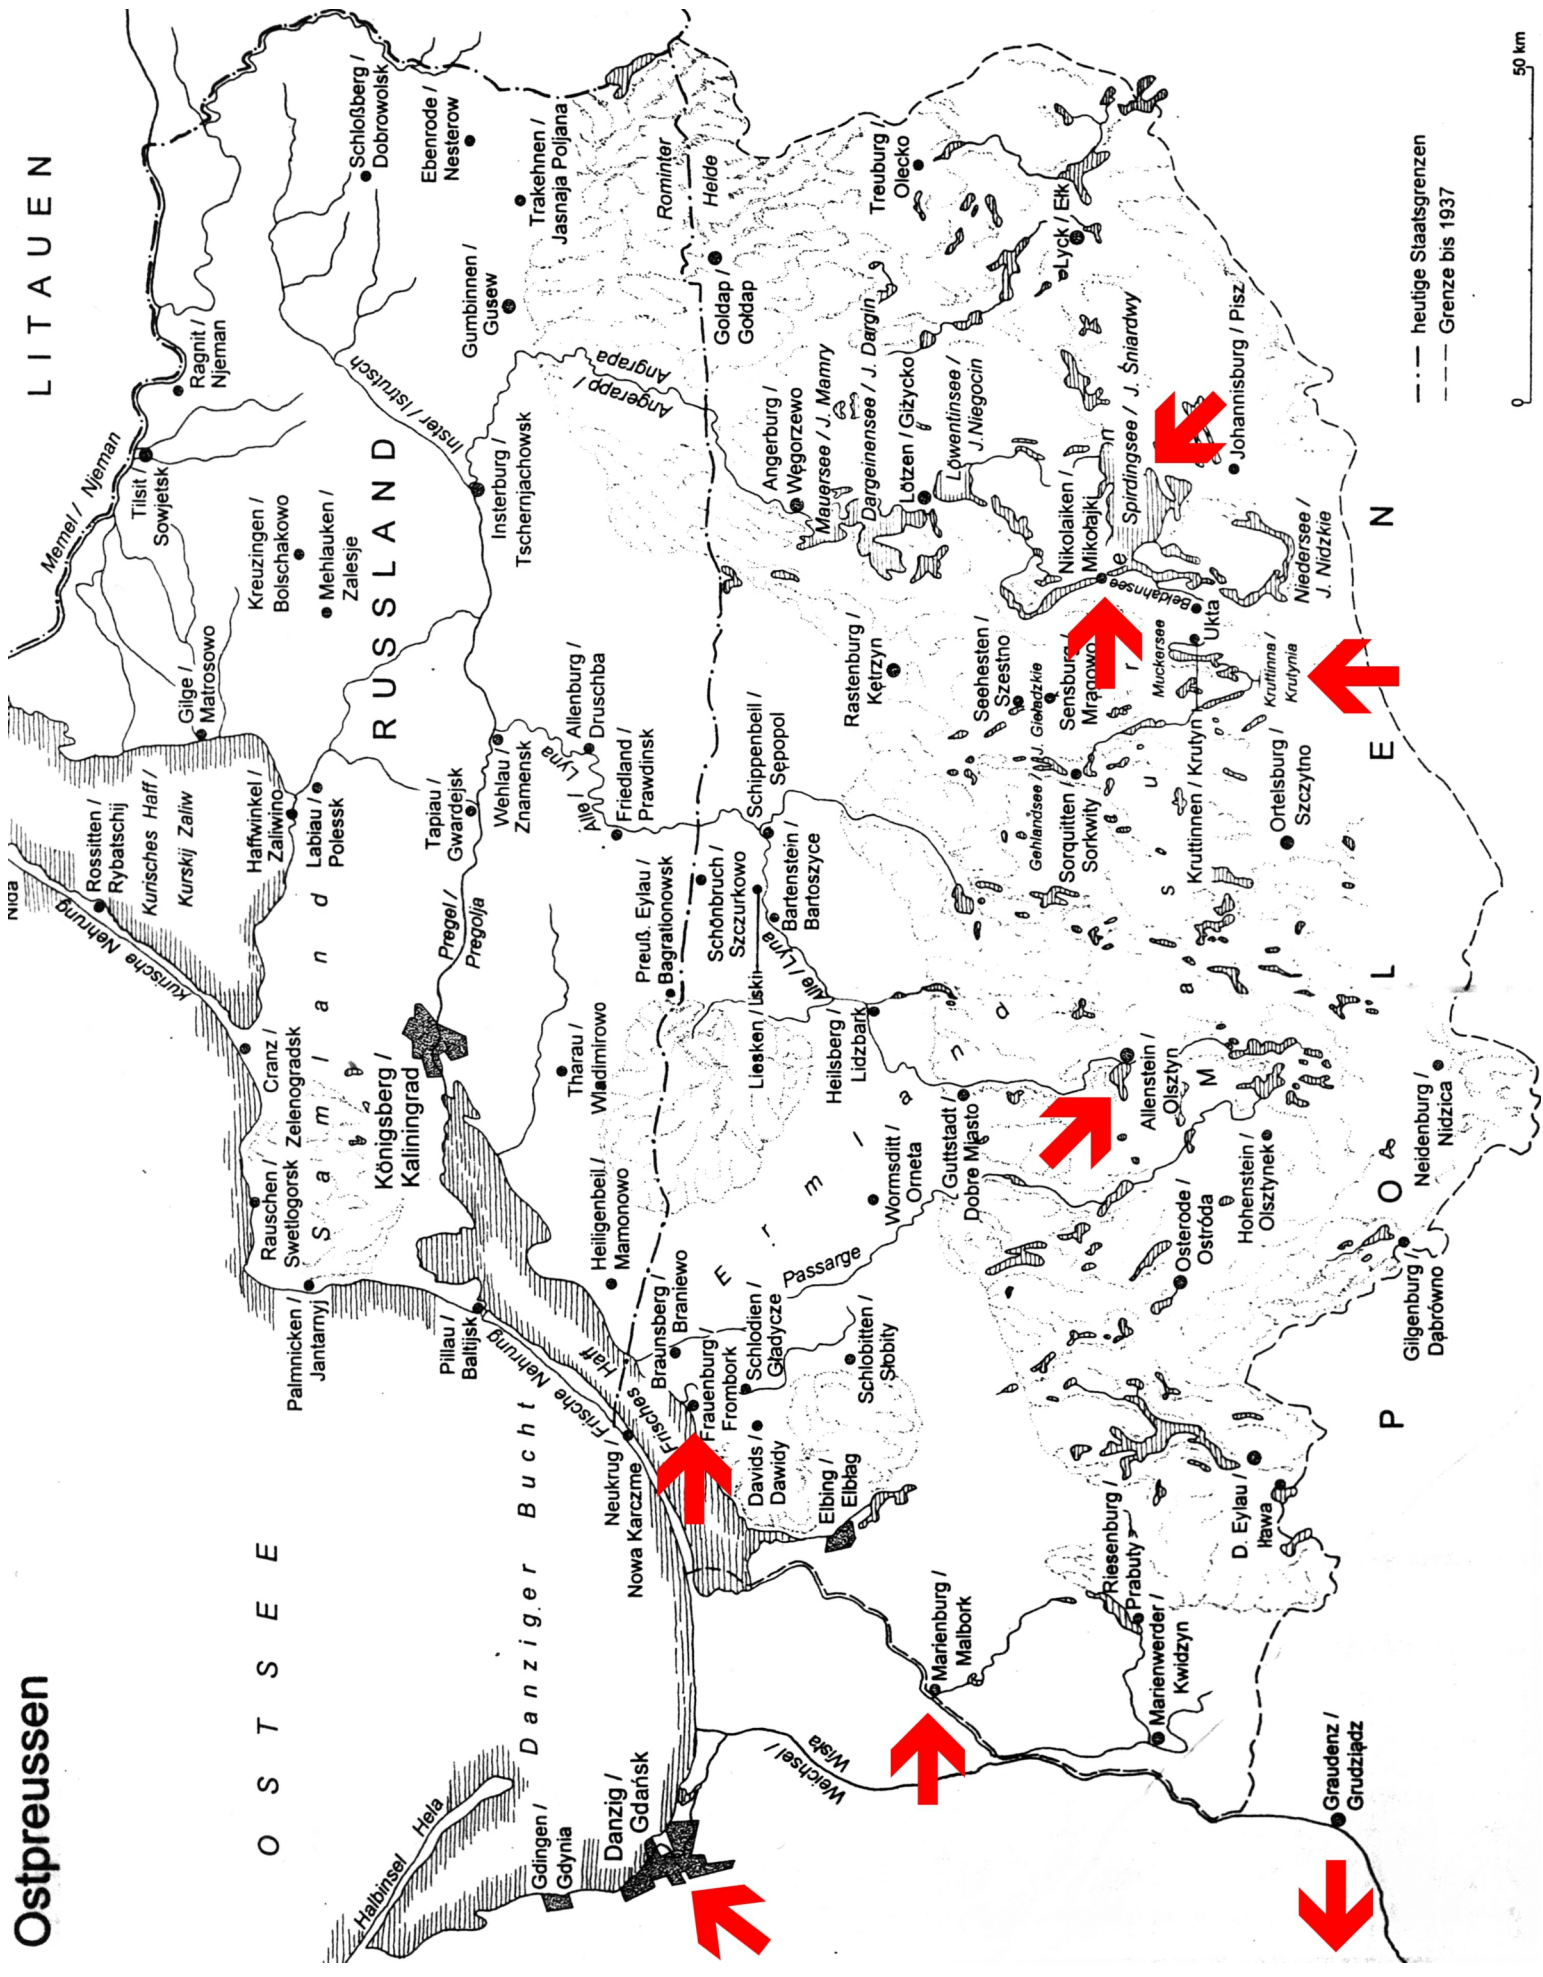 Ostpreussen
O S T S E E
Halbinsel Hela
Danziger Bucht
Gdingen /
Gdynia
Danzig /
Gdańsk
Weichsel /
Wisła
Graudenz /
Grudziądz
Marienburg /
Malbork
Marienwerder /
Kwidzyn
Riesenburg /
Prabuty
D. Eylau /
Iława
Elbing /
Elbląg
Neukrug /
Nowa Karczme
Frische Nehrung
Frisches Haff
Davids /
Dawidy
Frauenburg /
Frombork
Schlodien /
Gładycze
Schlobitten /
Słobity
Braunsberg /
Braniewo
Passarge
Heiligenbeil /
Mamonowo
Pillau /
Baltijsk
Palmnicken /
Jantarnyj
Rauschen /
Swetlogorsk
Samland
Cranz /
Zelenogradsk
Königsberg /
Kaliningrad
Tharau /
Wladimirowo
Ermland
Wormsditt /
Orneta
Guttstadt /
Dobre Miasto
Heilsberg /
Lidzbark
Liesken / Liski
Alle / Lyna
Allenstein /
Olsztyn
Osterode /
Ostróda
Hohenstein /
Olsztynek
Gilgenburg /
Dąbrówno
Neidenburg /
Nidzica
Kurische Nehrung
Nida
Rossitten /
Rybatschij
Kurisches Haff /
Kurskij Zaliw
Haffwinkel /
Zaliwino
Labiau /
Polessk
Gilge /
Matrosowo
Pregel /
Pregolja
Tapiau /
Gwardejsk
Wehlau /
Znamensk
Alle /
Lyna
Allenburg /
Druschba
Friedland /
Prawdinsk
Preuß. Eylau /
Bagrationowsk
Schönbruch /
Szczurkowo
Bartenstein /
Bartoszyce
Schippenbeil /
Sępopol
Rastenburg /
Kętrzyn
Seehesten /
Szestno
Gehlandsee / J. Gieladzkie
Sensburg /
Mrągowo
Sorquitten /
Sorkwity
Masuren
Kruttinnen / Krutyn
Muckersee
Ukta
Kruttinna /
Krutynia
Ortelsburg /
Szczytno
RUSSLAND
Kreuzingen /
Bolschakowo
Mehlauken /
Zalesje
Memel / Njeman
Tilsit /
Sowjetsk
Ragnit /
Njeman
LITAUEN
Inster / Istrutsch
Insterburg /
Tschernjachowsk
Angerapp /
Angrapa
Gumbinnen /
Gusew
Schloßberg /
Dobrowolsk
Ebenrode /
Nesterow
Trakehnen /
Jasnaja Poljana
Rominter
Heide
Goldap /
Gołdap
Angerburg /
Węgorzewo
Mauersee / J. Mamry
Dargeinensee / J. Dargin
Lötzen / Giżycko
Löwentinsee /
J.Niegocin
Nikolaiken /
Mikołajki
Spirdingsee / J. Śniardwy
Beldahnsee
Niedersee /
J. Nidzkie
Johannisburg / Pisz
Lyck / Ełk
Treuburg
Olecko
POLEN
heutige Staatsgrenzen
Grenze bis 1937
0
50 km